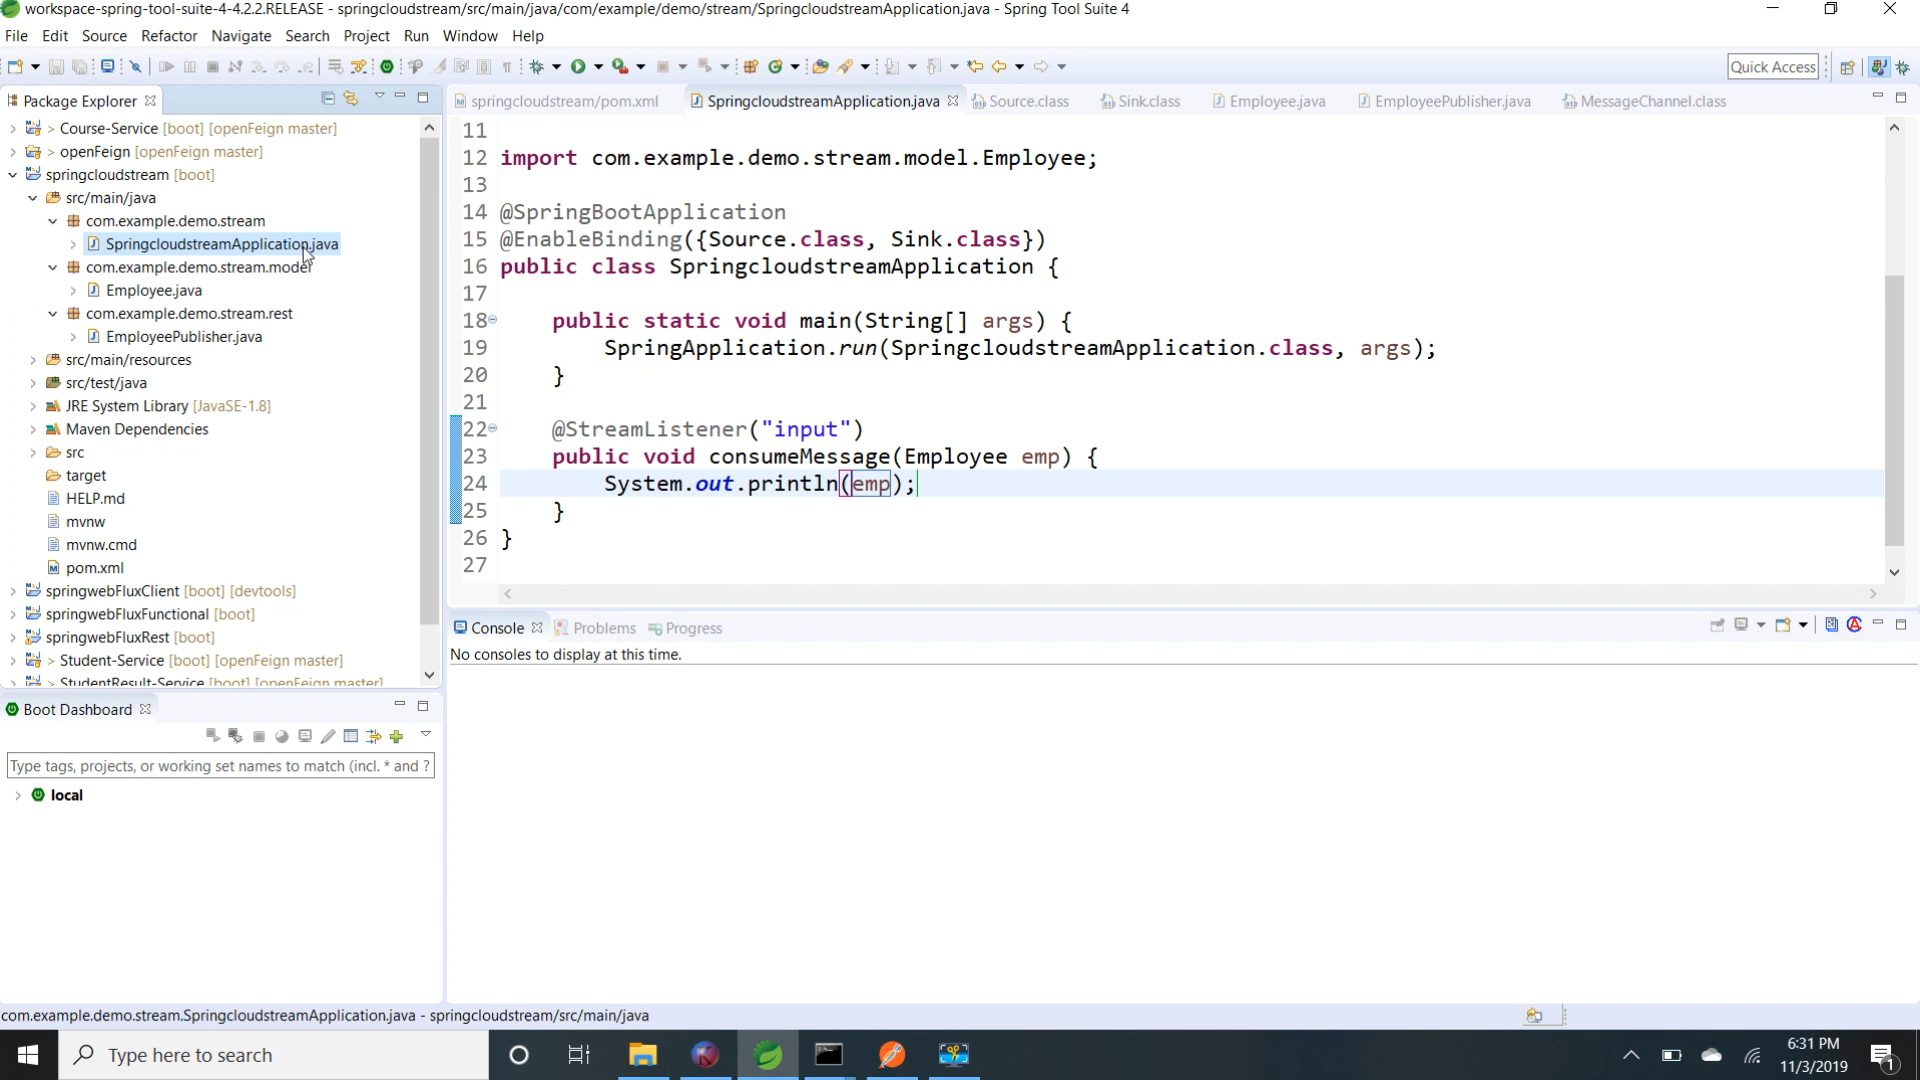 workspace-spring-tool-suite-4-4.2.2.RELEASE - springcloudstream/src/main/java/com/example/demo/stream/SpringcloudstreamApplication.java - Spring Tool Suite 4
File Edit Source Refactor Navigate Search Project Run Window Help
Quick Access
Package Explorer
> Course-Service [boot] [openFeign master]
> openFeign [openFeign master]
springcloudstream [boot]
src/main/java
com.example.demo.stream
SpringcloudstreamApplication.java
com.example.demo.stream.model
Employee.java
com.example.demo.stream.rest
EmployeePublisher.java
src/main/resources
src/test/java
JRE System Library [JavaSE-1.8]
Maven Dependencies
src
target
HELP.md
mvnw
mvnw.cmd
pom.xml
springwebFluxClient [boot] [devtools]
springwebFluxFunctional [boot]
springwebFluxRest [boot]
> Student-Service [boot] [openFeign master]
> StudentResult-Service [boot] [openFeign master]
springcloudstream/pom.xml SpringcloudstreamApplication.java Source.class Sink.class Employee.java EmployeePublisher.java MessageChannel.class
11
12 import com.example.demo.stream.model.Employee;
13
14 @SpringBootApplication
15 @EnableBinding({Source.class, Sink.class})
16 public class SpringcloudstreamApplication {
17
18 public static void main(String[] args) {
19 SpringApplication.run(SpringcloudstreamApplication.class, args);
20 }
21
22 @StreamListener("input")
23 public void consumeMessage(Employee emp) {
24 System.out.println(emp);
25 }
26 }
27
Console Problems Progress
No consoles to display at this time.
Boot Dashboard
Type tags, projects, or working set names to match (incl. * and ?
local
com.example.demo.stream.SpringcloudstreamApplication.java - springcloudstream/src/main/java
Type here to search
6:31 PM
11/3/2019
1